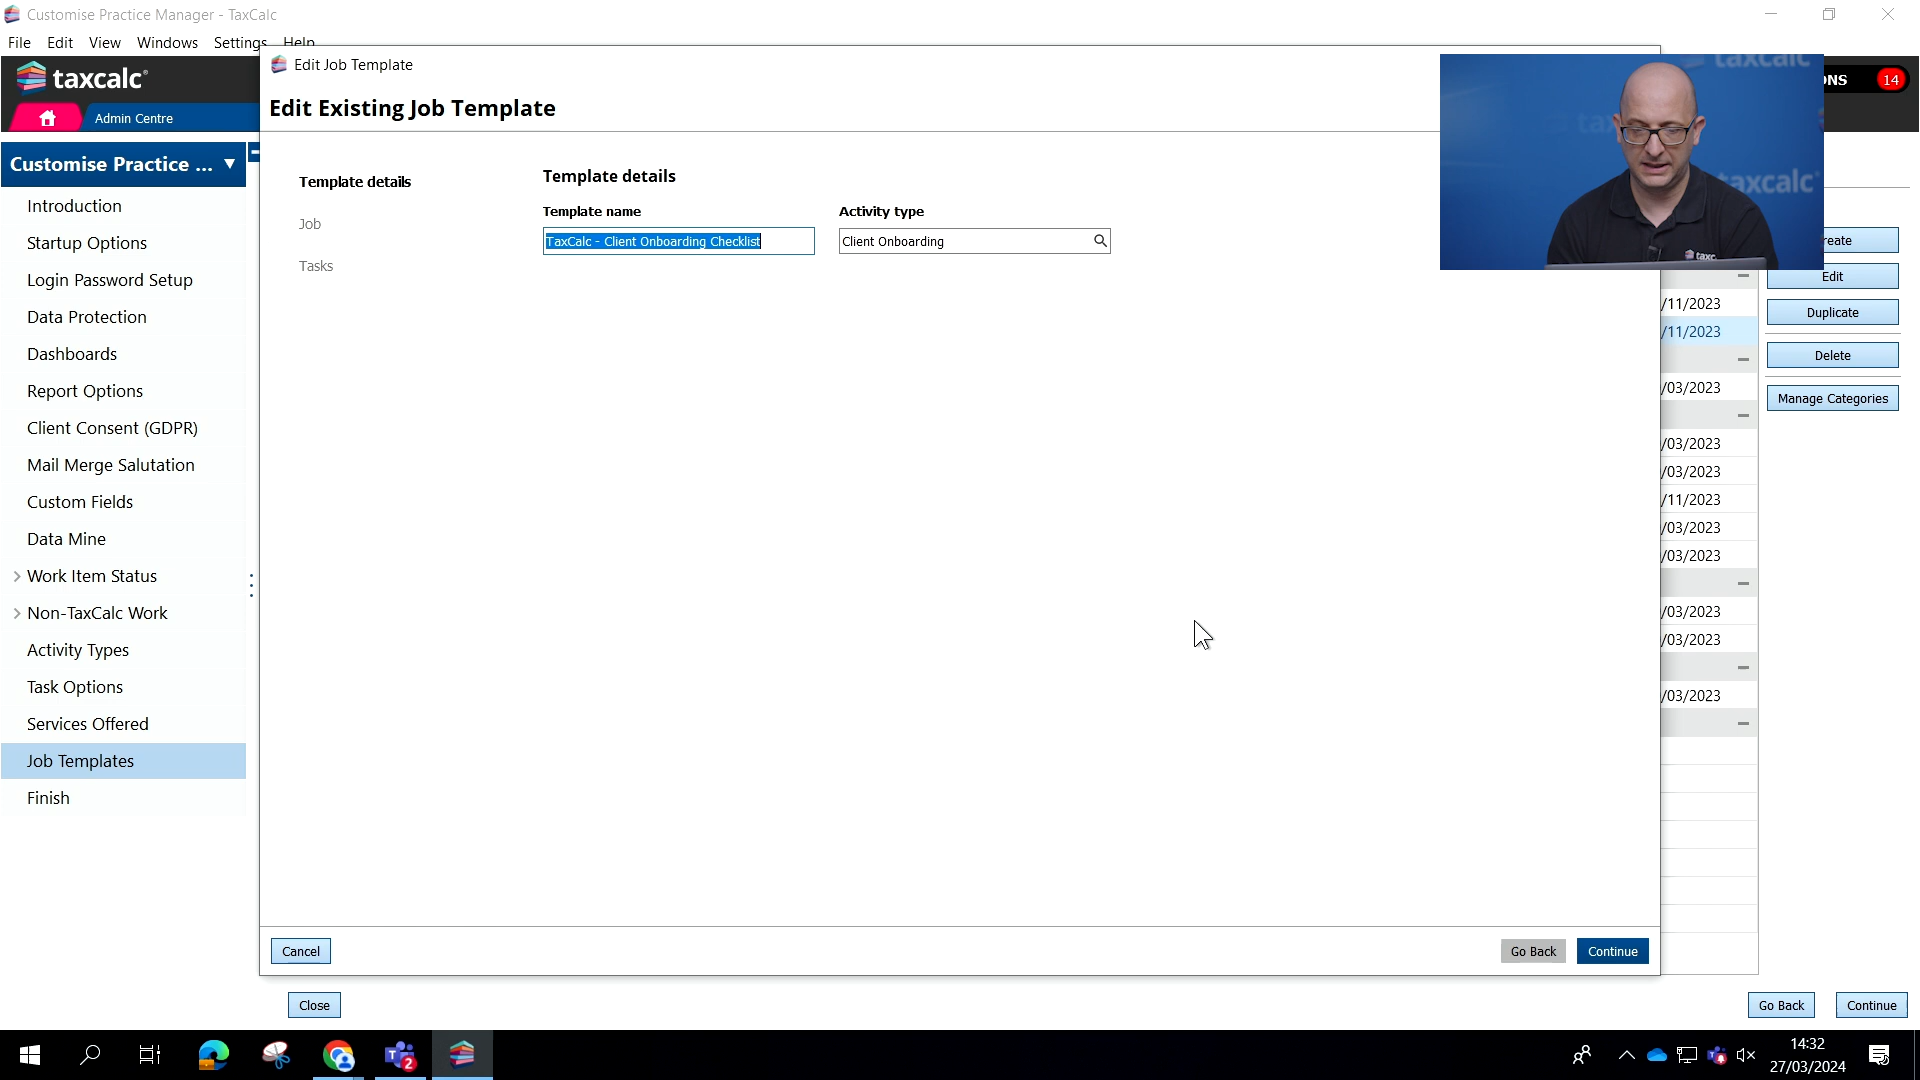 Customise Practice Manager - TaxCalc
File Edit View Windows Settings Help
taxcalc
Admin Centre
14
Customise Practice ...
Introduction
Startup Options
Login Password Setup
Data Protection
Dashboards
Report Options
Client Consent (GDPR)
Mail Merge Salutation
Custom Fields
Data Mine
Work Item Status
Non-TaxCalc Work
Activity Types
Task Options
Services Offered
Job Templates
Finish
Edit Job Template
Edit Existing Job Template
Template details
Job
Tasks
Template details
Template name
Activity type
TaxCalc - Client Onboarding Checklist
Client Onboarding
taxcalc
Edit
Duplicate
Delete
Manage Categories
/11/2023
/11/2023
/03/2023
/03/2023
/03/2023
/11/2023
/03/2023
/03/2023
/03/2023
/03/2023
/03/2023
Cancel
Go Back
Continue
Close
Go Back
Continue
2
14:32
27/03/2024